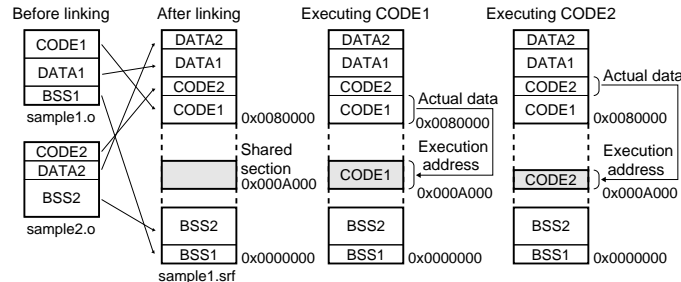 Before linking
After linking
Executing CODE1
Executing CODE2
CODE1
DATA1
BSS1
sample1.o
CODE2
DATA2
BSS2
sample2.o
DATA2
DATA1
CODE2
CODE1
0x0080000
Shared
section
0x000A000
BSS2
BSS1
0x0000000
sample1.srf
DATA2
DATA1
CODE2
CODE1
Actual data
0x0080000
Execution
address
CODE1
0x000A000
BSS2
BSS1
0x0000000
DATA2
DATA1
CODE2
CODE1
Actual data
0x0080000
Execution
address
CODE2
0x000A000
BSS2
BSS1
0x0000000